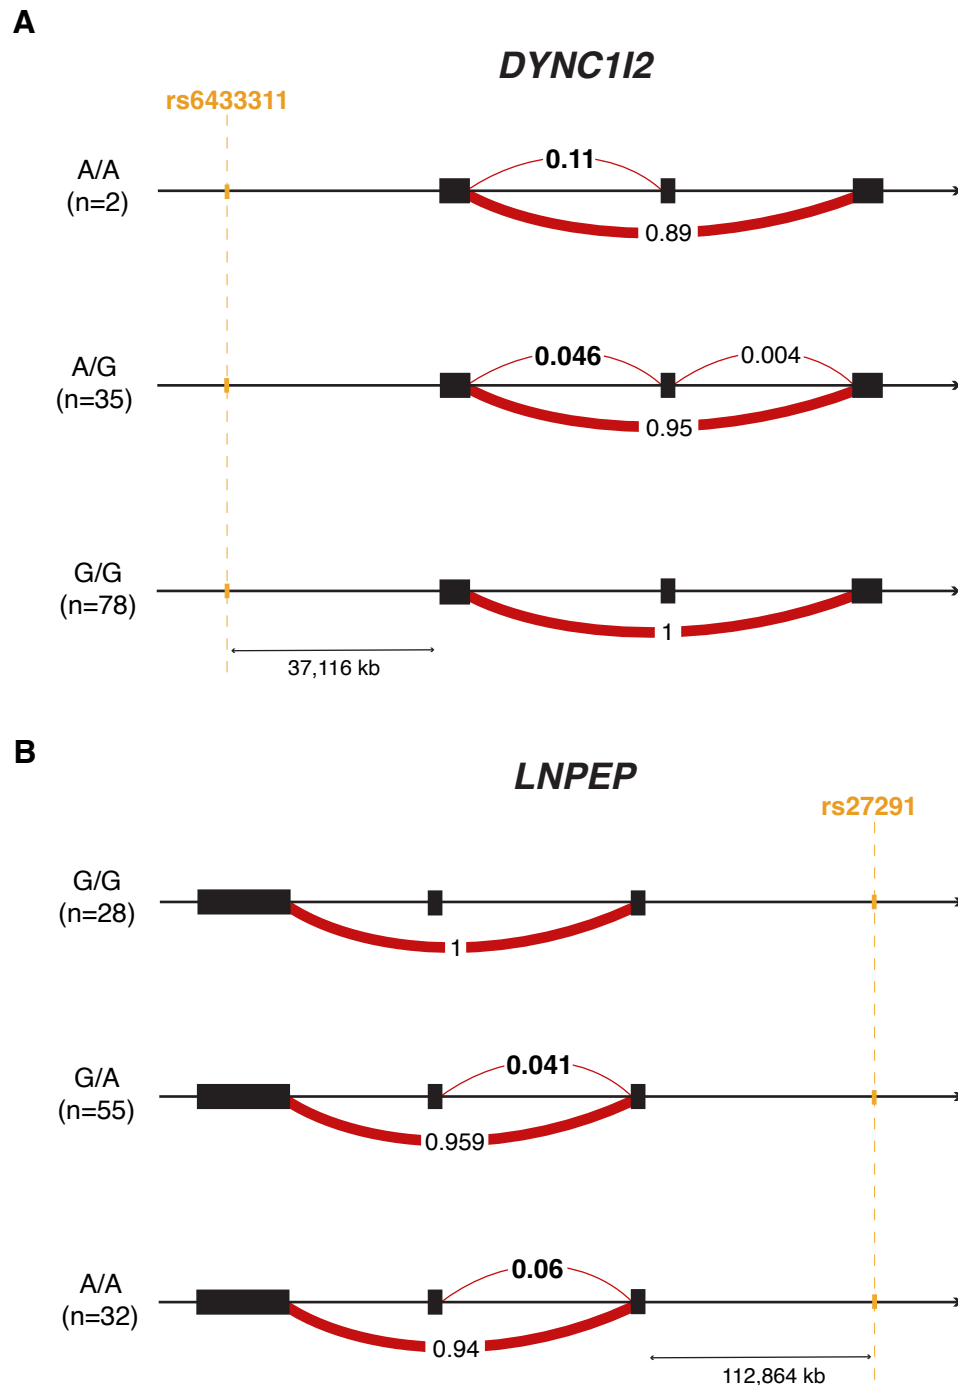 A
DYNC1I2
rs6433311
A/A
(n=2)
0.11
0.89
A/G
(n=35)
0.046
0.004
0.95
G/G
(n=78)
1
37,116 kb
B
LNPEP
rs27291
G/G
(n=28)
1
G/A
(n=55)
0.041
0.959
A/A
(n=32)
0.06
0.94
112,864 kb